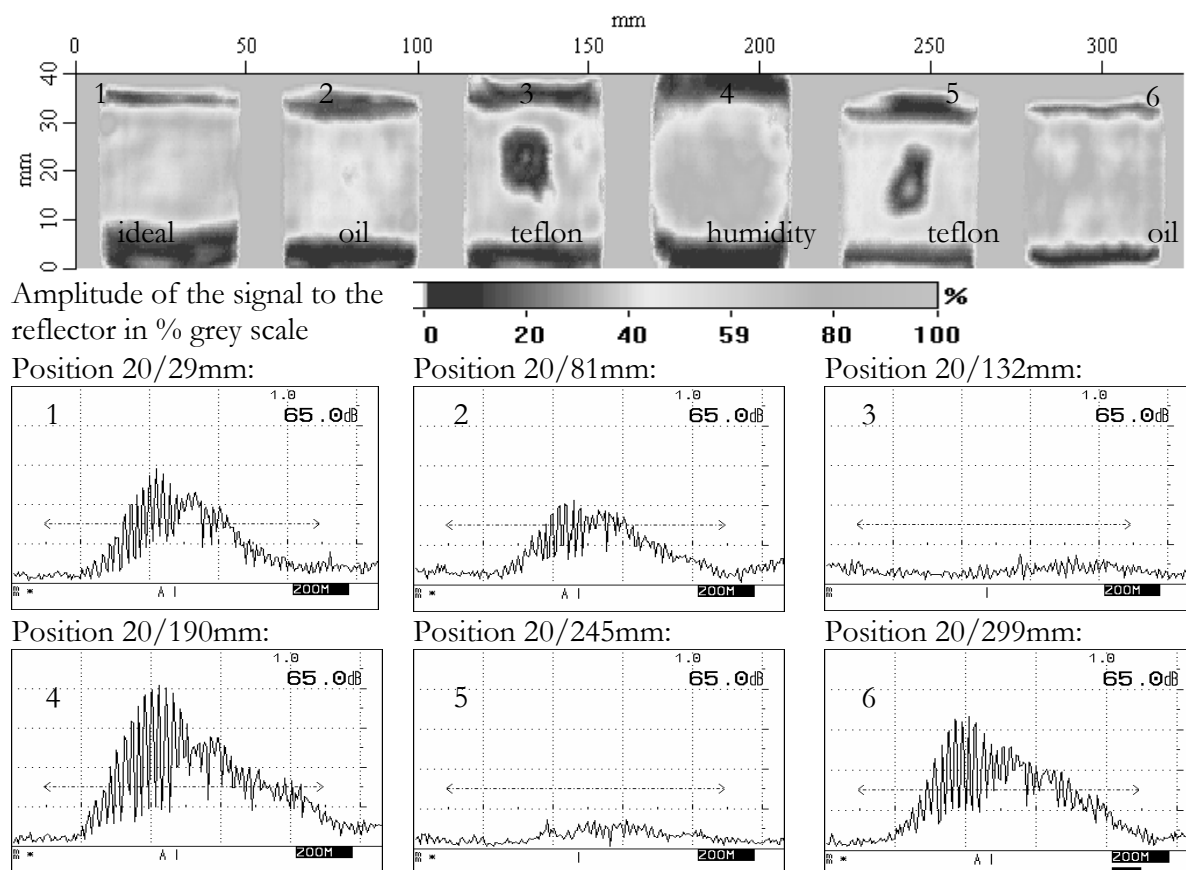 mm
0 50 100 150 200 250 300
40
30
20
10
0
mm
1 2 3 4 5 6
ideal oil teflon humidity teflon oil
Amplitude of the signal to the
reflector in % grey scale
%
0 20 40 59 80 100
Position 20/29mm: Position 20/81mm: Position 20/132mm:
1.0 1.0 1.0
1 65.0dB 2 65.0dB 3 65.0dB
* A I ZOOM * A I ZOOM I ZOOM
Position 20/190mm: Position 20/245mm: Position 20/299mm:
1.0 1.0 1.0
4 65.0dB 5 65.0dB 6 65.0dB
* A I ZOOM * I ZOOM * A I ZOOM